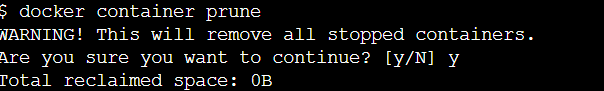 $ docker container prune
WARNING! This will remove all stopped containers.
Are you sure you want to continue? [y/N] y
Total reclaimed space: 0B